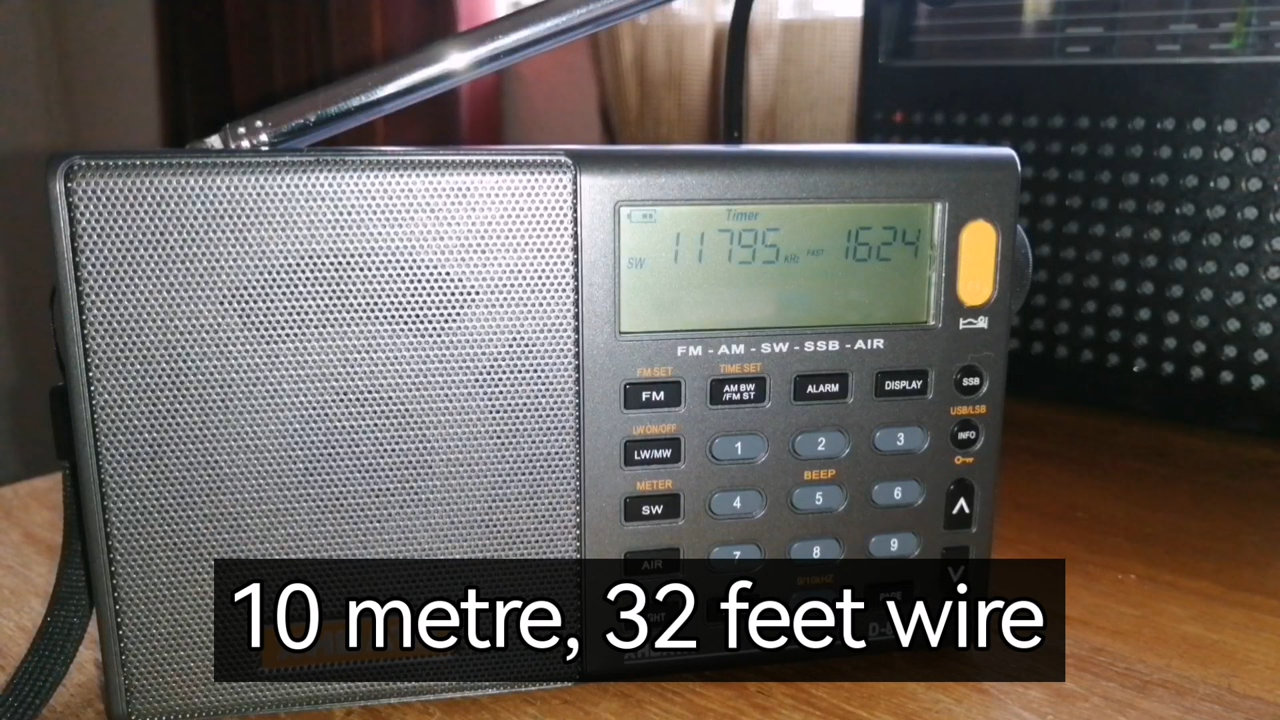 Timer
SW 11795 KHz FAST 1624
FM - AM - SW - SSB - AIR
FM SET TIME SET
FM AM BW /FM ST ALARM DISPLAY SSB
LW ON/OFF USB/LSB
LW/MW 1 2 3 INFO
METER BEEP
SW 4 5 6
AIR 7 8 9
9/10kHZ
10 metre, 32 feet wire